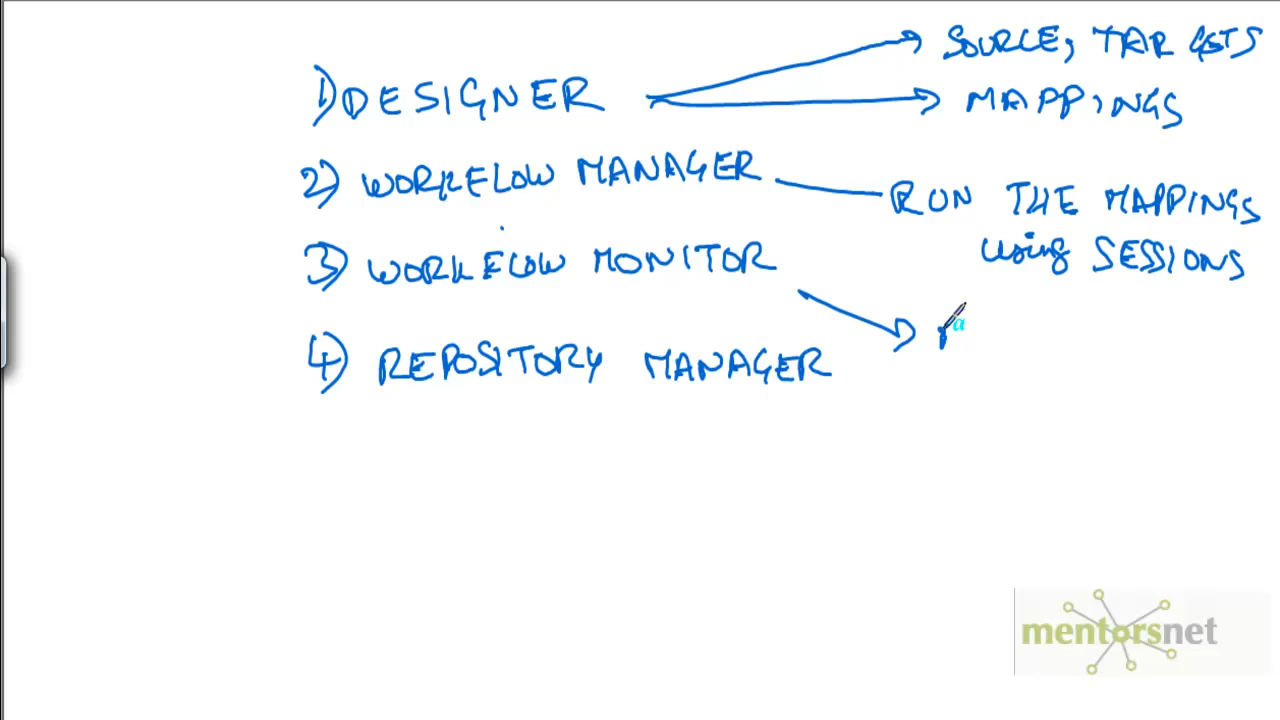 1) DESIGNER
SOURCE, TARGETS
MAPPINGS
2) WORKFLOW MANAGER
RUN THE MAPPINGS
using SESSIONS
3) WORKFLOW MONITOR
4) REPOSITORY MANAGER
mentorsnet